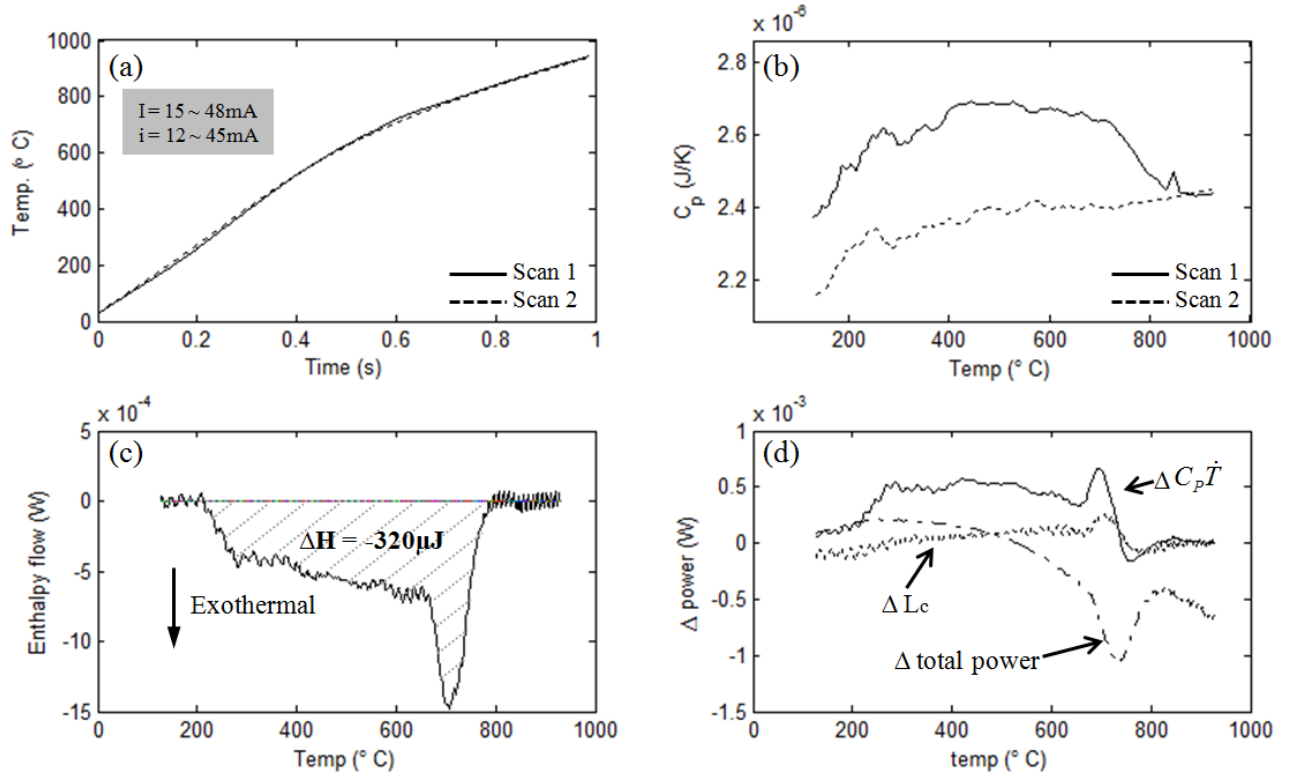 (a)
1000
800
600
400
200
0
Temp. (° C)
I = 15 ~ 48mA
i = 12 ~ 45mA
Scan 1
Scan 2
0 0.2 0.4 0.6 0.8 1
Time (s)
x 10⁻⁶
(b)
2.8
2.6
2.4
2.2
C_p (J/K)
Scan 1
Scan 2
200 400 600 800 1000
Temp (° C)
x 10⁻⁴
(c)
5
0
-5
-10
-15
Enthalpy flow (W)
ΔH = -320μJ
Exothermal
0 200 400 600 800 1000
Temp (° C)
x 10⁻³
(d)
1
0.5
0
-0.5
-1
-1.5
Δ power (W)
Δ C_P Ṫ
Δ Lc
Δ total power
0 200 400 600 800 1000
temp (° C)